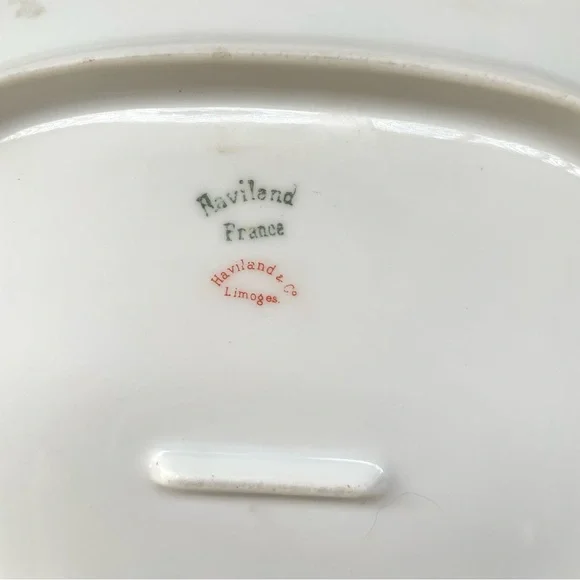 Haviland
France
Haviland & Co
Limoges.